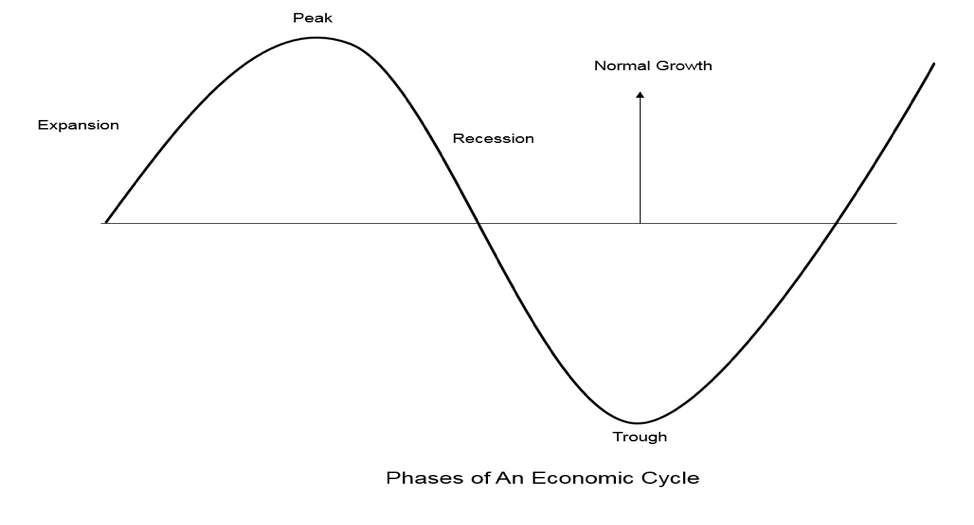 Peak
Normal Growth
Expansion
Recession
Trough
Phases of An Economic Cycle